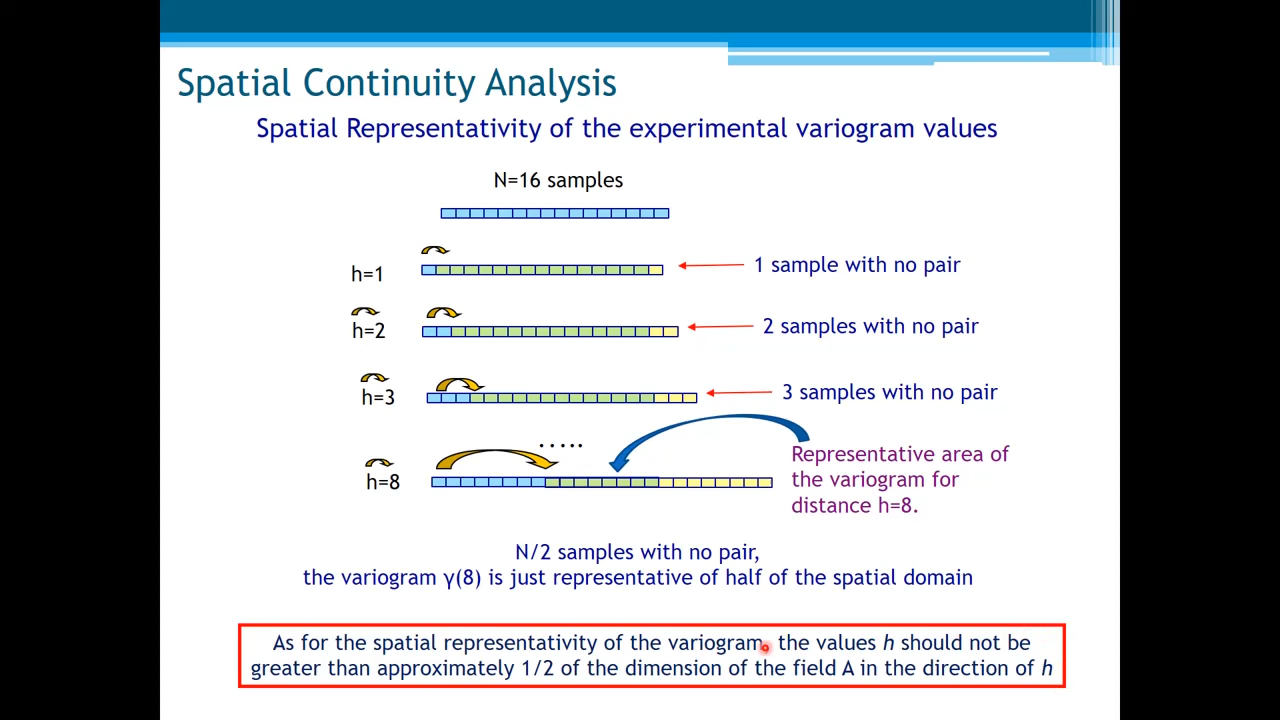 Spatial Continuity Analysis
Spatial Representativity of the experimental variogram values
N=16 samples
h=1
1 sample with no pair
h=2
2 samples with no pair
h=3
3 samples with no pair
.....
h=8
Representative area of
the variogram for
distance h=8.
N/2 samples with no pair,
the variogram γ(8) is just representative of half of the spatial domain
As for the spatial representativity of the variogram, the values h should not be
greater than approximately 1/2 of the dimension of the field A in the direction of h